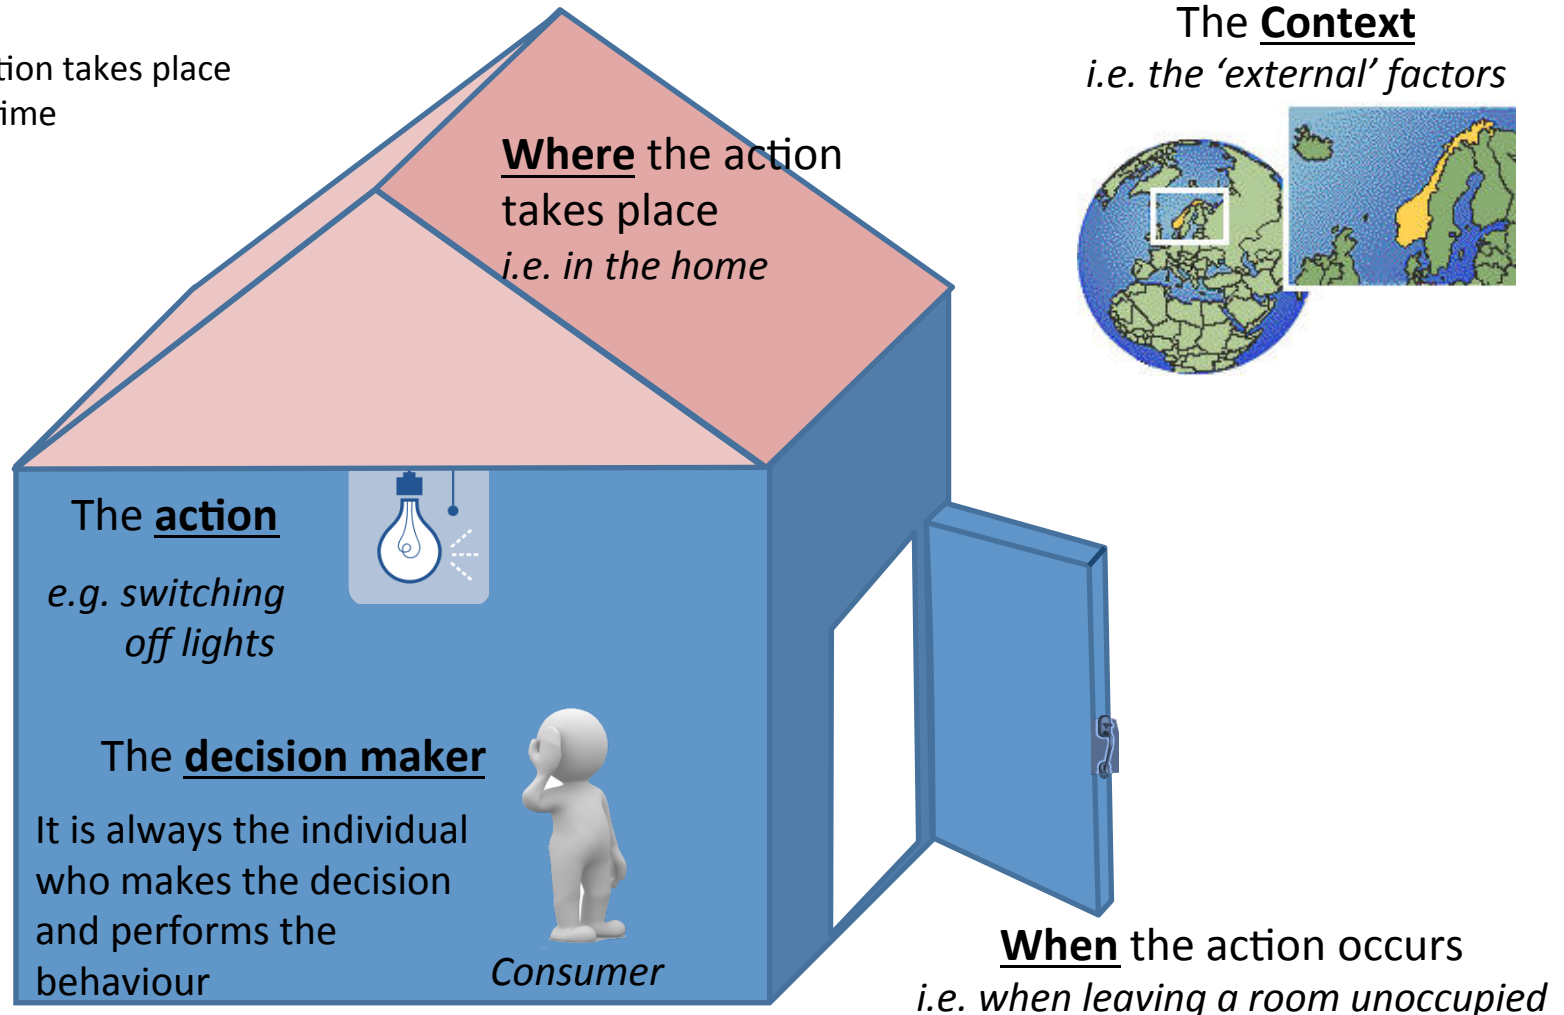 tion takes place
ime
The Context
i.e. the ‘external’ factors
Where the action
takes place
i.e. in the home
The action
e.g. switching
off lights
The decision maker
It is always the individual
who makes the decision
and performs the
behaviour
Consumer
When the action occurs
i.e. when leaving a room unoccupied